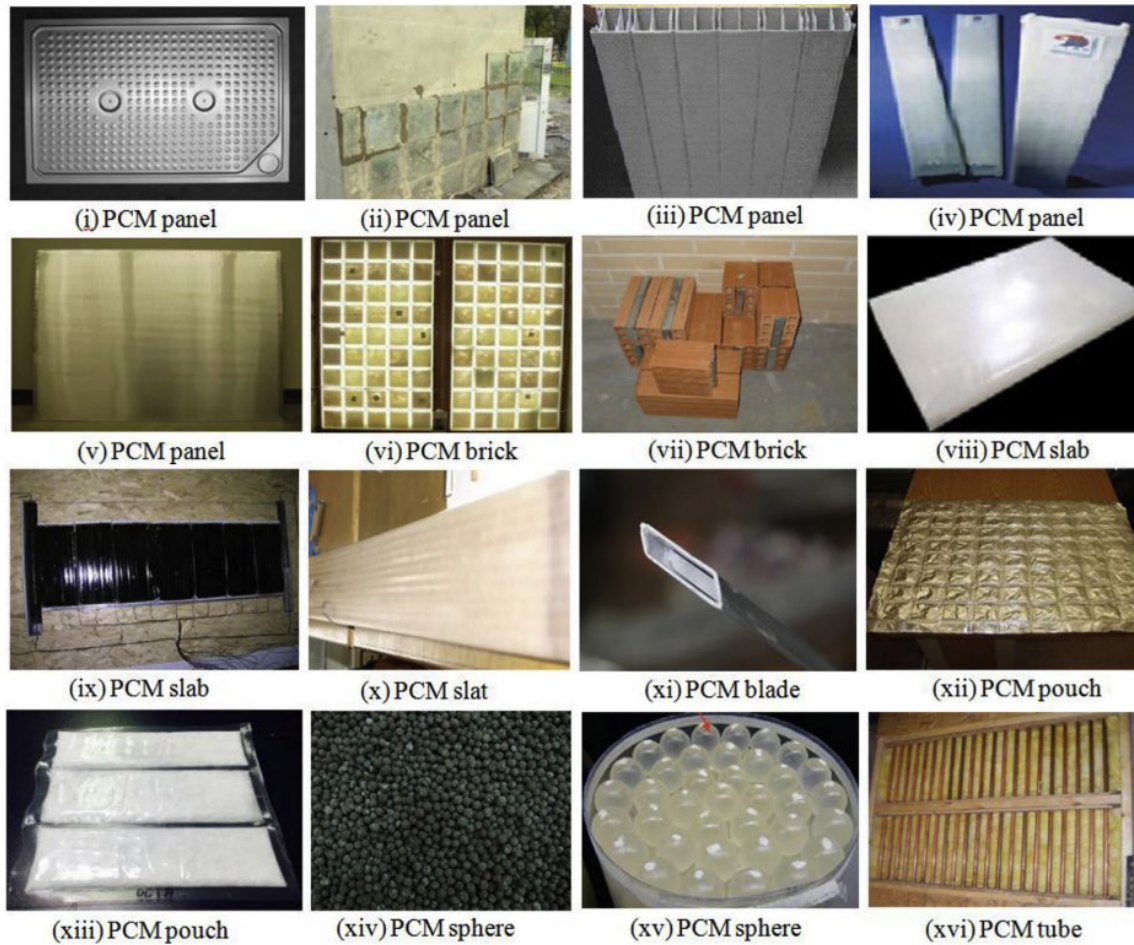 (i) PCM panel
(ii) PCM panel
(iii) PCM panel
(iv) PCM panel
(v) PCM panel
(vi) PCM brick
(vii) PCM brick
(viii) PCM slab
(ix) PCM slab
(x) PCM slat
(xi) PCM blade
(xii) PCM pouch
(xiii) PCM pouch
(xiv) PCM sphere
(xv) PCM sphere
(xvi) PCM tube